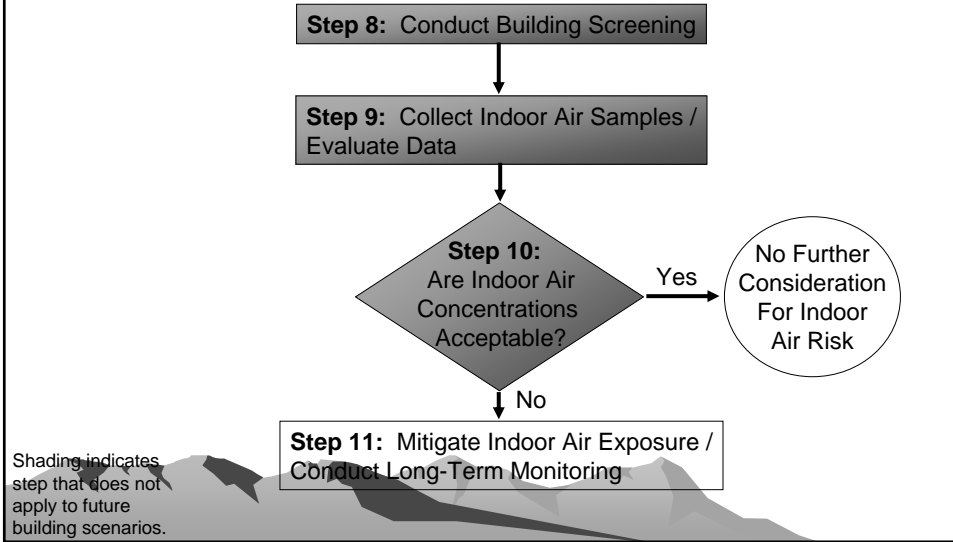 Step 8: Conduct Building Screening
Step 9: Collect Indoor Air Samples /
Evaluate Data
Step 10:
Are Indoor Air
Concentrations
Acceptable?
Yes
No Further
Consideration
For Indoor
Air Risk
No
Step 11: Mitigate Indoor Air Exposure /
Conduct Long-Term Monitoring
Shading indicates
step that does not
apply to future
building scenarios.